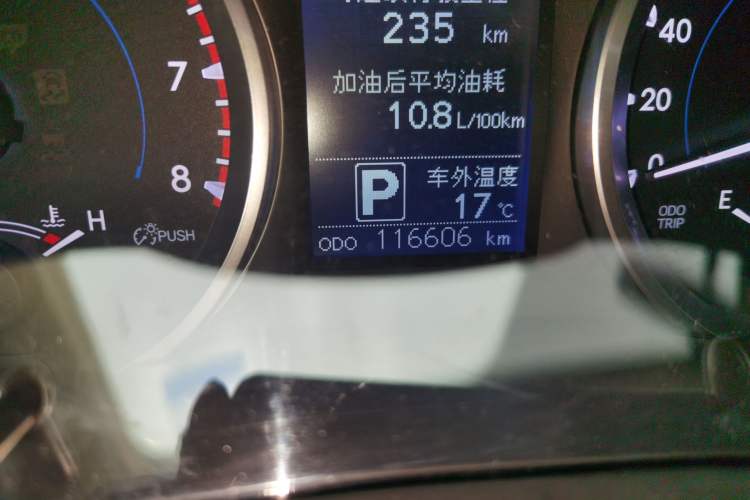 235 km
加油后平均油耗
10.8 L/100km
P
车外温度
17 ℃
ODO 116606 km
7
8
H
PUSH
40
20
0
ODO
TRIP
E